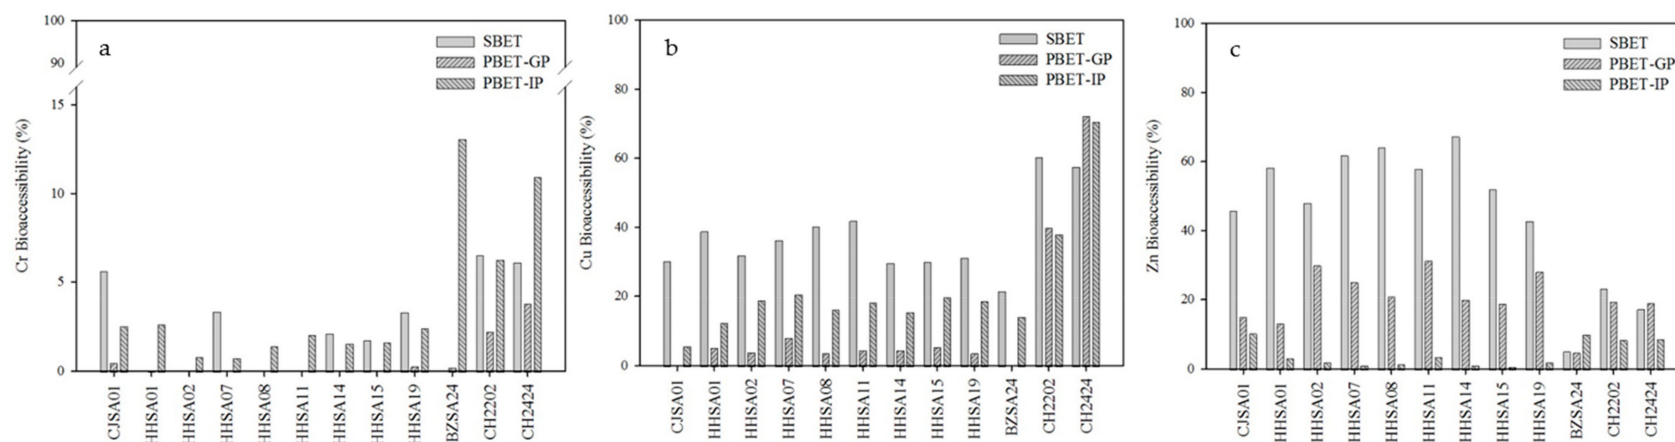 a
Cr Bioaccessibility (%)
100
90
15
10
5
0
SBET
PBET-GP
PBET-IP
CJSA01
HHSA01
HHSA02
HHSA07
HHSA08
HHSA11
HHSA14
HHSA15
HHSA19
BZSA24
CH2202
CH2424
b
Cu Bioaccessibility (%)
100
80
60
40
20
0
SBET
PBET-GP
PBET-IP
CJSA01
HHSA01
HHSA02
HHSA07
HHSA08
HHSA11
HHSA14
HHSA15
HHSA19
BZSA24
CH2202
CH2424
c
Zn Bioaccessibility (%)
100
80
60
40
20
0
SBET
PBET-GP
PBET-IP
CJSA01
HHSA01
HHSA02
HHSA07
HHSA08
HHSA11
HHSA14
HHSA15
HHSA19
BZSA24
CH2202
CH2424